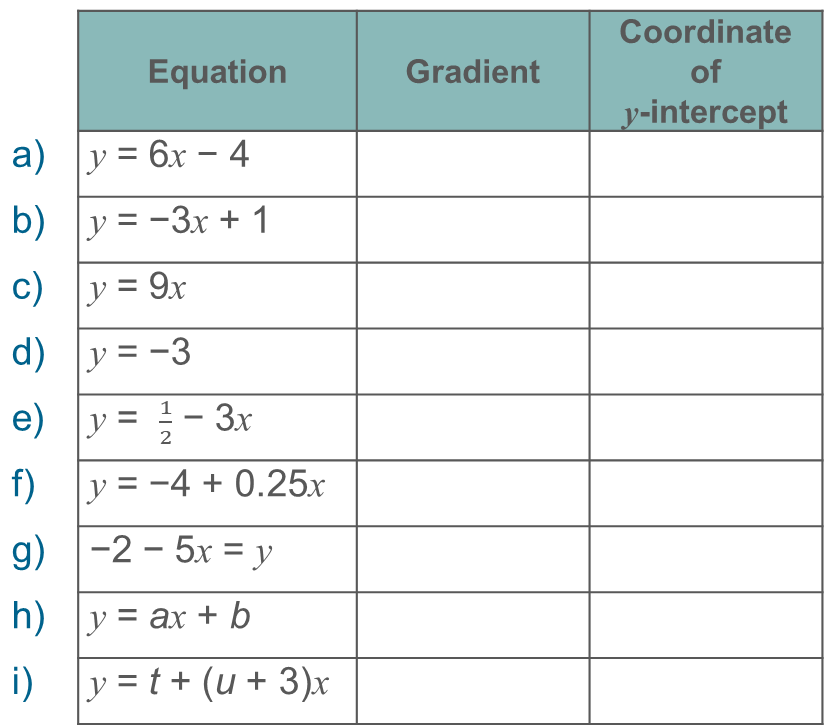 Equation Gradient Coordinate
of
y-intercept
a) y = 6x − 4
b) y = −3x + 1
c) y = 9x
d) y = −3
e) y = 1/2 − 3x
f) y = −4 + 0.25x
g) −2 − 5x = y
h) y = ax + b
i) y = t + (u + 3)x